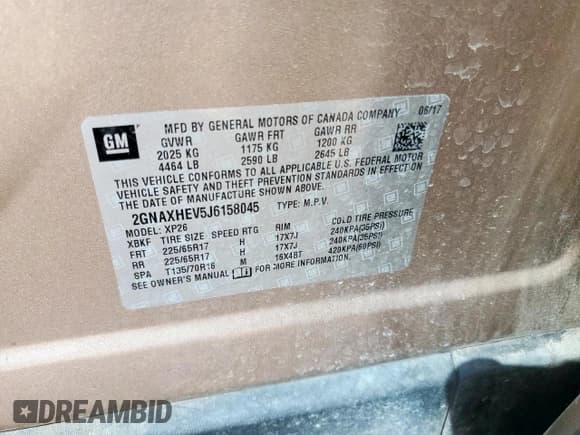 GM
MFD BY GENERAL MOTORS OF CANADA COMPANY 06/17
GVWR GAWR FRT GAWR RR
2025 KG 1175 KG 1200 KG
4464 LB 2590 LB 2645 LB
THIS VEHICLE CONFORMS TO ALL APPLICABLE U.S. FEDERAL MOTOR
VEHICLE SAFETY AND THEFT PREVENTION STANDARDS IN EFFECT ON
THE DATE OF MANUFACTURE SHOWN ABOVE.
2GNAXHEV5J6158045 TYPE: M.P.V.
MODEL: XP26
XBKF TIRE SIZE SPEED RTG RIM COLD TIRE PRESSURE
FRT 225/65R17 H 17X7J 240KPA(35PSI)
RR 225/65R17 H 17X7J 240KPA(35PSI)
SPA T135/70R16 M 16X4BT 420KPA(60PSI)
SEE OWNER'S MANUAL FOR MORE INFORMATION.
DREAMBID